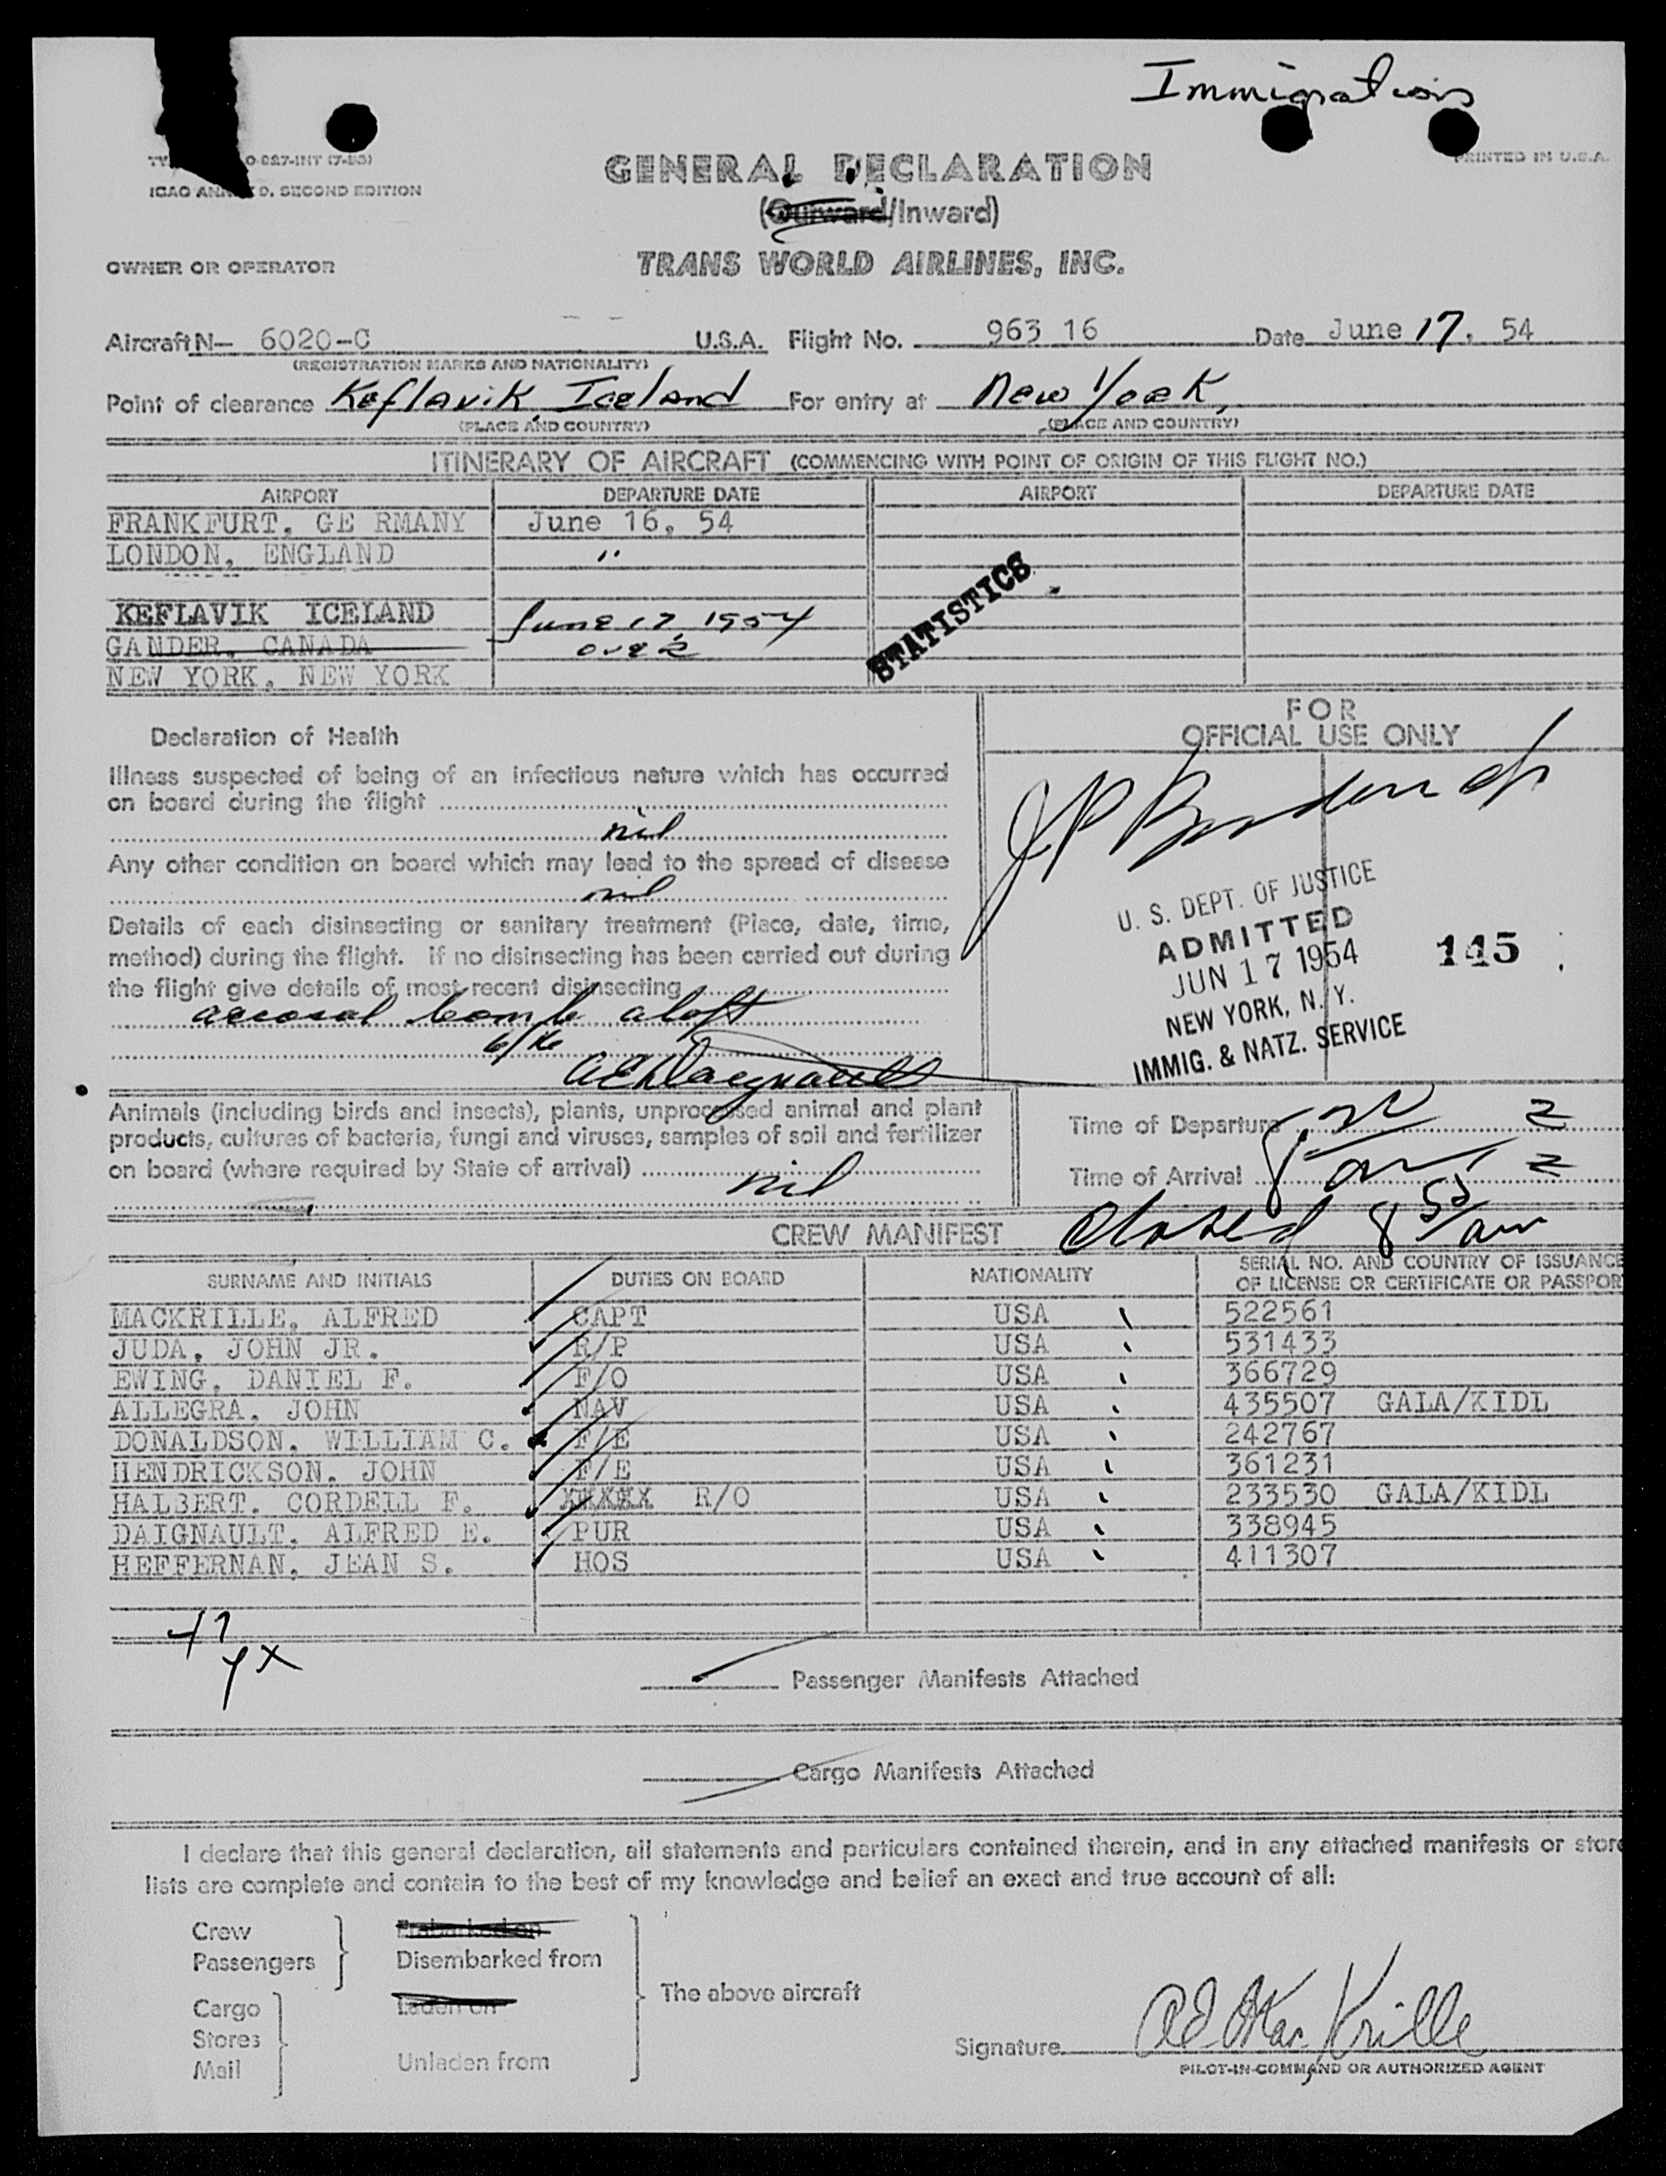 Immigration
O-827-INT (7-53)
PRINTED IN U.S.A.
GENERAL DECLARATION
ICAO ANNEX 9. SECOND EDITION
(Outward/Inward)
OWNER OR OPERATOR TRANS WORLD AIRLINES, INC.
Aircraft N- 6020-C U.S.A. Flight No. 963 16 Date June 17, 54
(REGISTRATION MARKS AND NATIONALITY)
Point of clearance Keflavik, Iceland For entry at New York,
(PLACE AND COUNTRY) (PLACE AND COUNTRY)
ITINERARY OF AIRCRAFT (COMMENCING WITH POINT OF ORIGIN OF THIS FLIGHT NO.)
AIRPORT DEPARTURE DATE AIRPORT DEPARTURE DATE
FRANKFURT, GE RMANY June 16, 54
LONDON, ENGLAND "
KEFLAVIK ICELAND June 17, 1954
GANDER, CANADA over
NEW YORK, NEW YORK
STATISTICS
FOR
OFFICIAL USE ONLY
Declaration of Health
Illness suspected of being of an infectious nature which has occurred
on board during the flight
nil
Any other condition on board which may lead to the spread of disease
nil
Details of each disinsecting or sanitary treatment (Place, date, time,
method) during the flight. If no disinsecting has been carried out during
the flight give details of most recent disinsecting
aerosol bomb aloft
6/16
AE Daignault
U. S. DEPT. OF JUSTICE
ADMITTED
JUN 17 1954
145
NEW YORK, N. Y.
IMMIG. & NATZ. SERVICE
Animals (including birds and insects), plants, unprocessed animal and plant
products, cultures of bacteria, fungi and viruses, samples of soil and fertilizer
on board (where required by State of arrival)
nil
Time of Departure Z
Time of Arrival Z
Closed 8 55 am
CREW MANIFEST
SURNAME AND INITIALS DUTIES ON BOARD NATIONALITY SERIAL NO. AND COUNTRY OF ISSUANCE
OF LICENSE OR CERTIFICATE OR PASSPOR
MACKRILLE, ALFRED CAPT USA 522561
JUDA, JOHN JR. R/P USA 531433
EWING, DANIEL F. F/O USA 366729
ALLEGRA, JOHN NAV USA 435507 GALA/KIDL
DONALDSON, WILLIAM C. F/E USA 242767
HENDRICKSON, JOHN F/E USA 361231
HALBERT, CORDELL F. XXXXX R/O USA 233530 GALA/KIDL
DAIGNAULT, ALFRED E. PUR USA 338945
HEFFERNAN, JEAN S. HOS USA 411307
Passenger Manifests Attached
Cargo Manifests Attached
I declare that this general declaration, all statements and particulars contained therein, and in any attached manifests or store
lists are complete and contain to the best of my knowledge and belief an exact and true account of all:
Crew Embarked on
Passengers Disembarked from
The above aircraft
Cargo Laden on
Stores
Mail Unladen from
Signature AE MacKrille
PILOT-IN-COMMAND OR AUTHORIZED AGENT